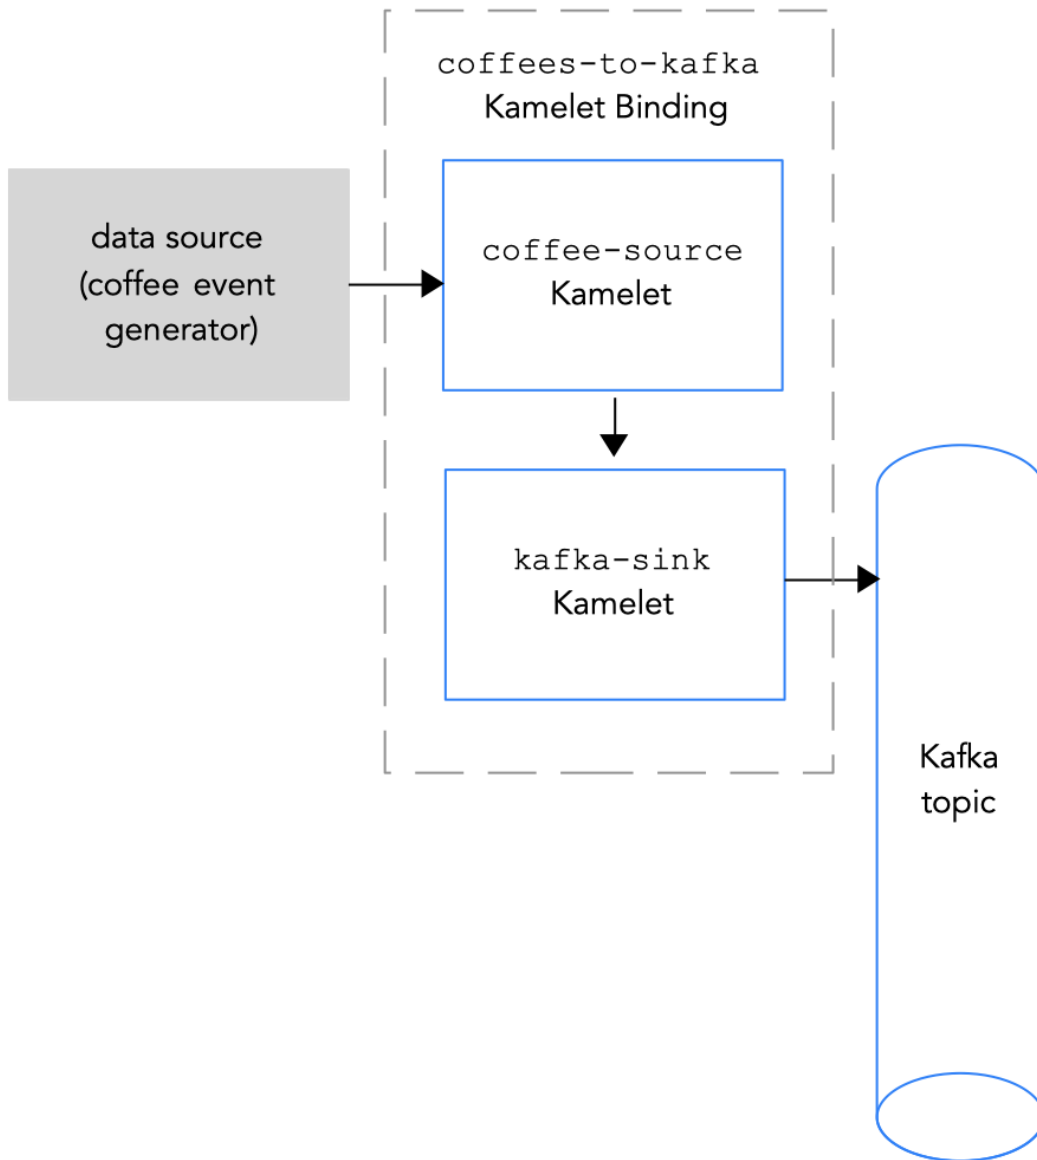 coffees-to-kafka
Kamelet Binding
data source
(coffee event
generator)
coffee-source
Kamelet
kafka-sink
Kamelet
Kafka
topic